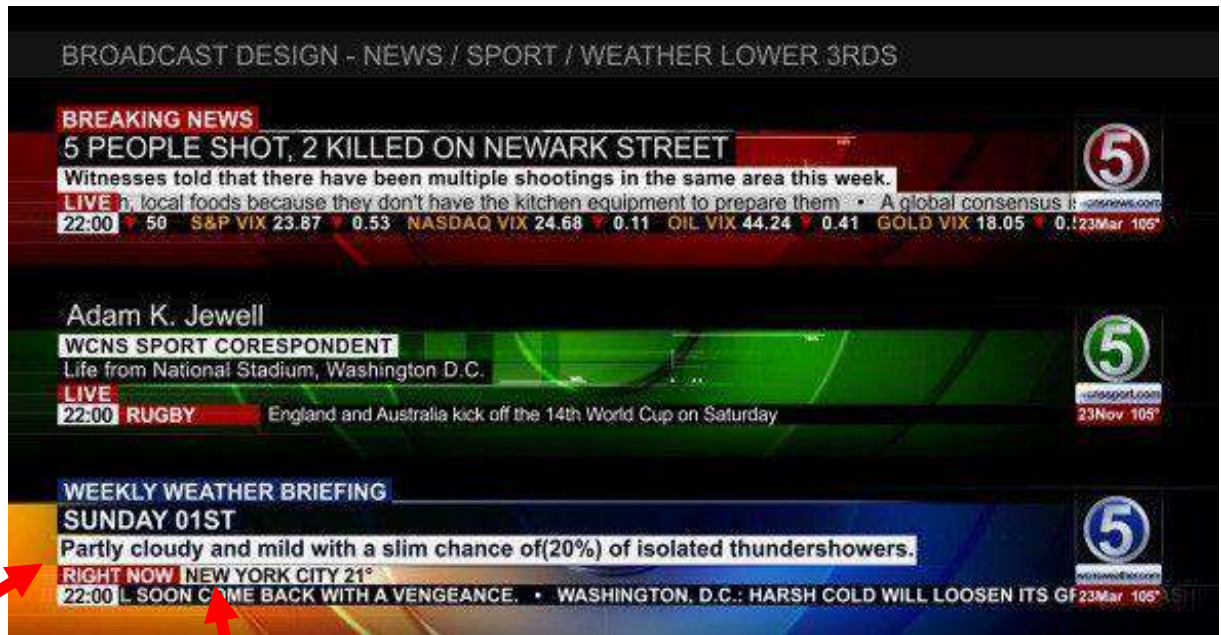 BROADCAST DESIGN - NEWS / SPORT / WEATHER LOWER 3RDS
BREAKING NEWS
5 PEOPLE SHOT, 2 KILLED ON NEWARK STREET
Witnesses told that there have been multiple shootings in the same area this week.
5
LIVE n, local foods because they don't have the kitchen equipment to prepare them • A global consensus i
wcnsnews.com
22:00 ▼ 50 S&P VIX 23.87 ▼ 0.53 NASDAQ VIX 24.68 ▼ 0.11 OIL VIX 44.24 ▼ 0.41 GOLD VIX 18.05 ▼ 0. 23Mar 105°
Adam K. Jewell
WCNS SPORT CORESPONDENT
5
Life from National Stadium, Washington D.C.
LIVE
wcnssport.com
22:00 RUGBY England and Australia kick off the 14th World Cup on Saturday 23Nov 105°
WEEKLY WEATHER BRIEFING
SUNDAY 01ST
5
Partly cloudy and mild with a slim chance of(20%) of isolated thundershowers.
RIGHT NOW NEW YORK CITY 21°
wcnsweather.com
22:00 L SOON COME BACK WITH A VENGEANCE. • WASHINGTON, D.C.: HARSH COLD WILL LOOSEN ITS 23Mar 105°